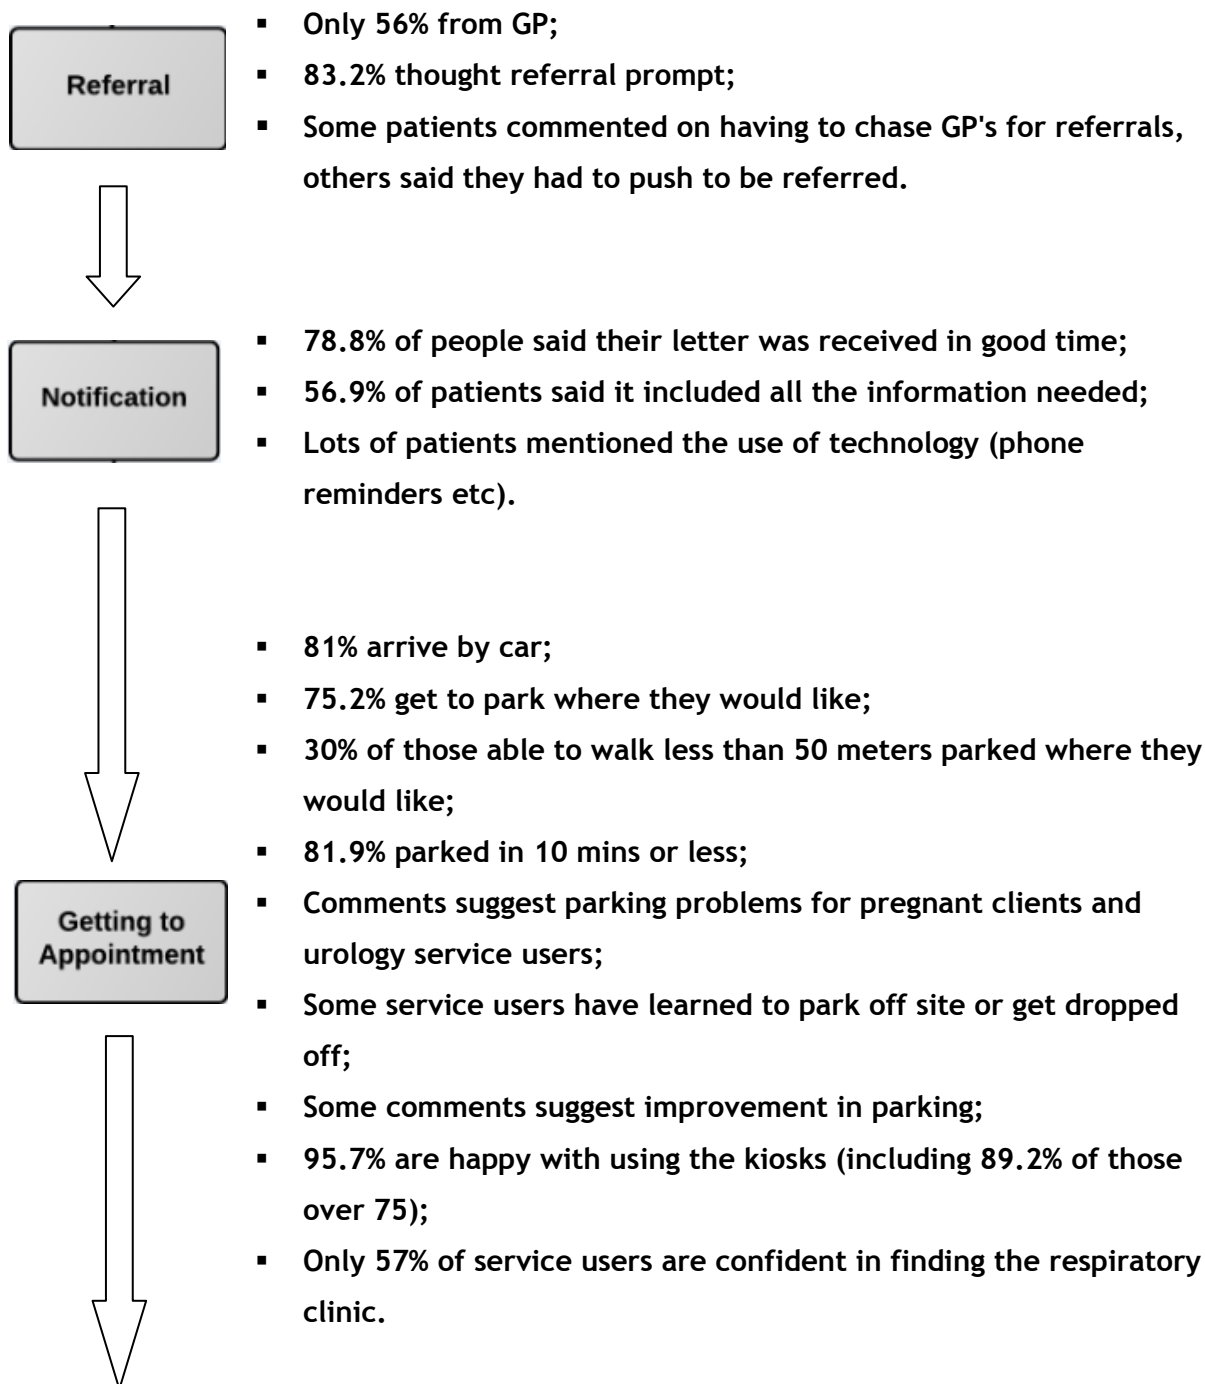 Referral
▪ Only 56% from GP;
▪ 83.2% thought referral prompt;
▪ Some patients commented on having to chase GP's for referrals,
others said they had to push to be referred.
Notification
▪ 78.8% of people said their letter was received in good time;
▪ 56.9% of patients said it included all the information needed;
▪ Lots of patients mentioned the use of technology (phone
reminders etc).
Getting to
Appointment
▪ 81% arrive by car;
▪ 75.2% get to park where they would like;
▪ 30% of those able to walk less than 50 meters parked where they
would like;
▪ 81.9% parked in 10 mins or less;
▪ Comments suggest parking problems for pregnant clients and
urology service users;
▪ Some service users have learned to park off site or get dropped
off;
▪ Some comments suggest improvement in parking;
▪ 95.7% are happy with using the kiosks (including 89.2% of those
over 75);
▪ Only 57% of service users are confident in finding the respiratory
clinic.